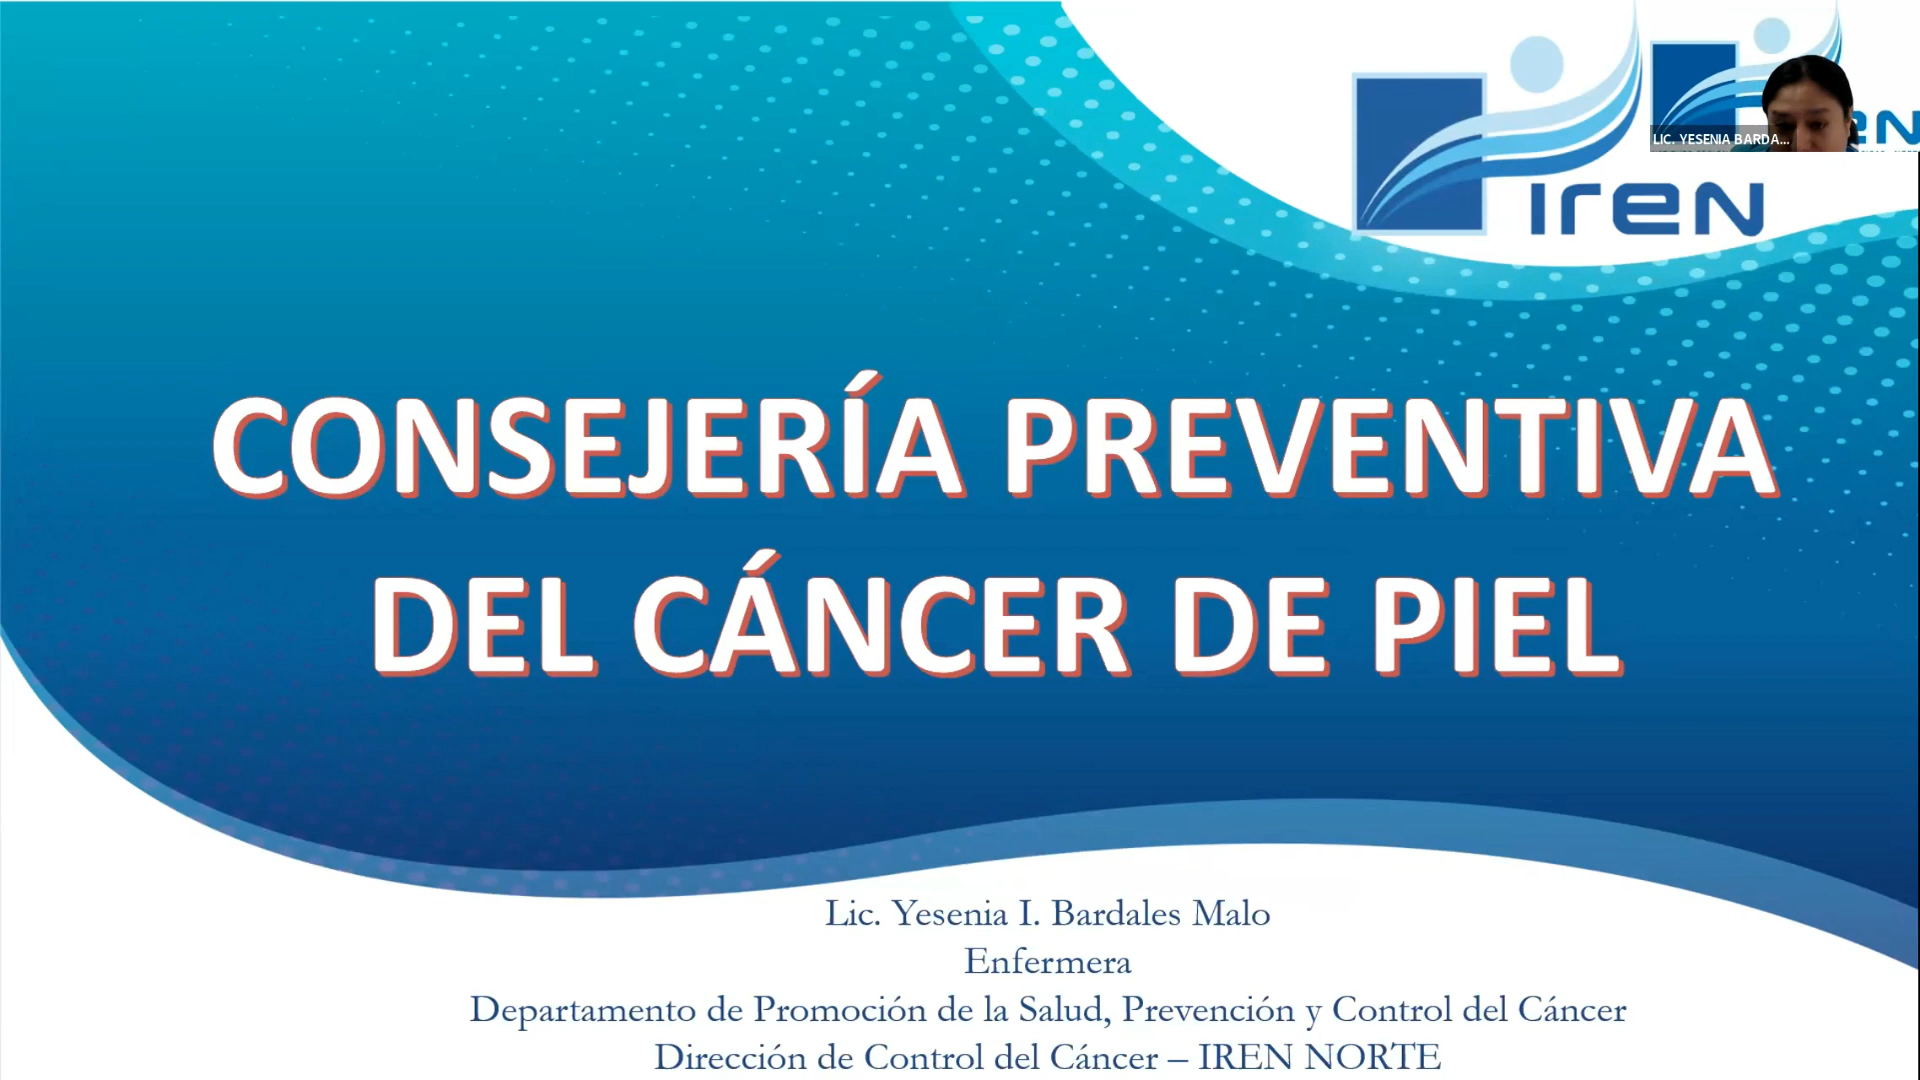 IREN
LIC. YESENIA BARDA...
CONSEJERÍA PREVENTIVA
DEL CÁNCER DE PIEL
Lic. Yesenia I. Bardales Malo
Enfermera
Departamento de Promoción de la Salud, Prevención y Control del Cáncer
Dirección de Control del Cáncer – IREN NORTE